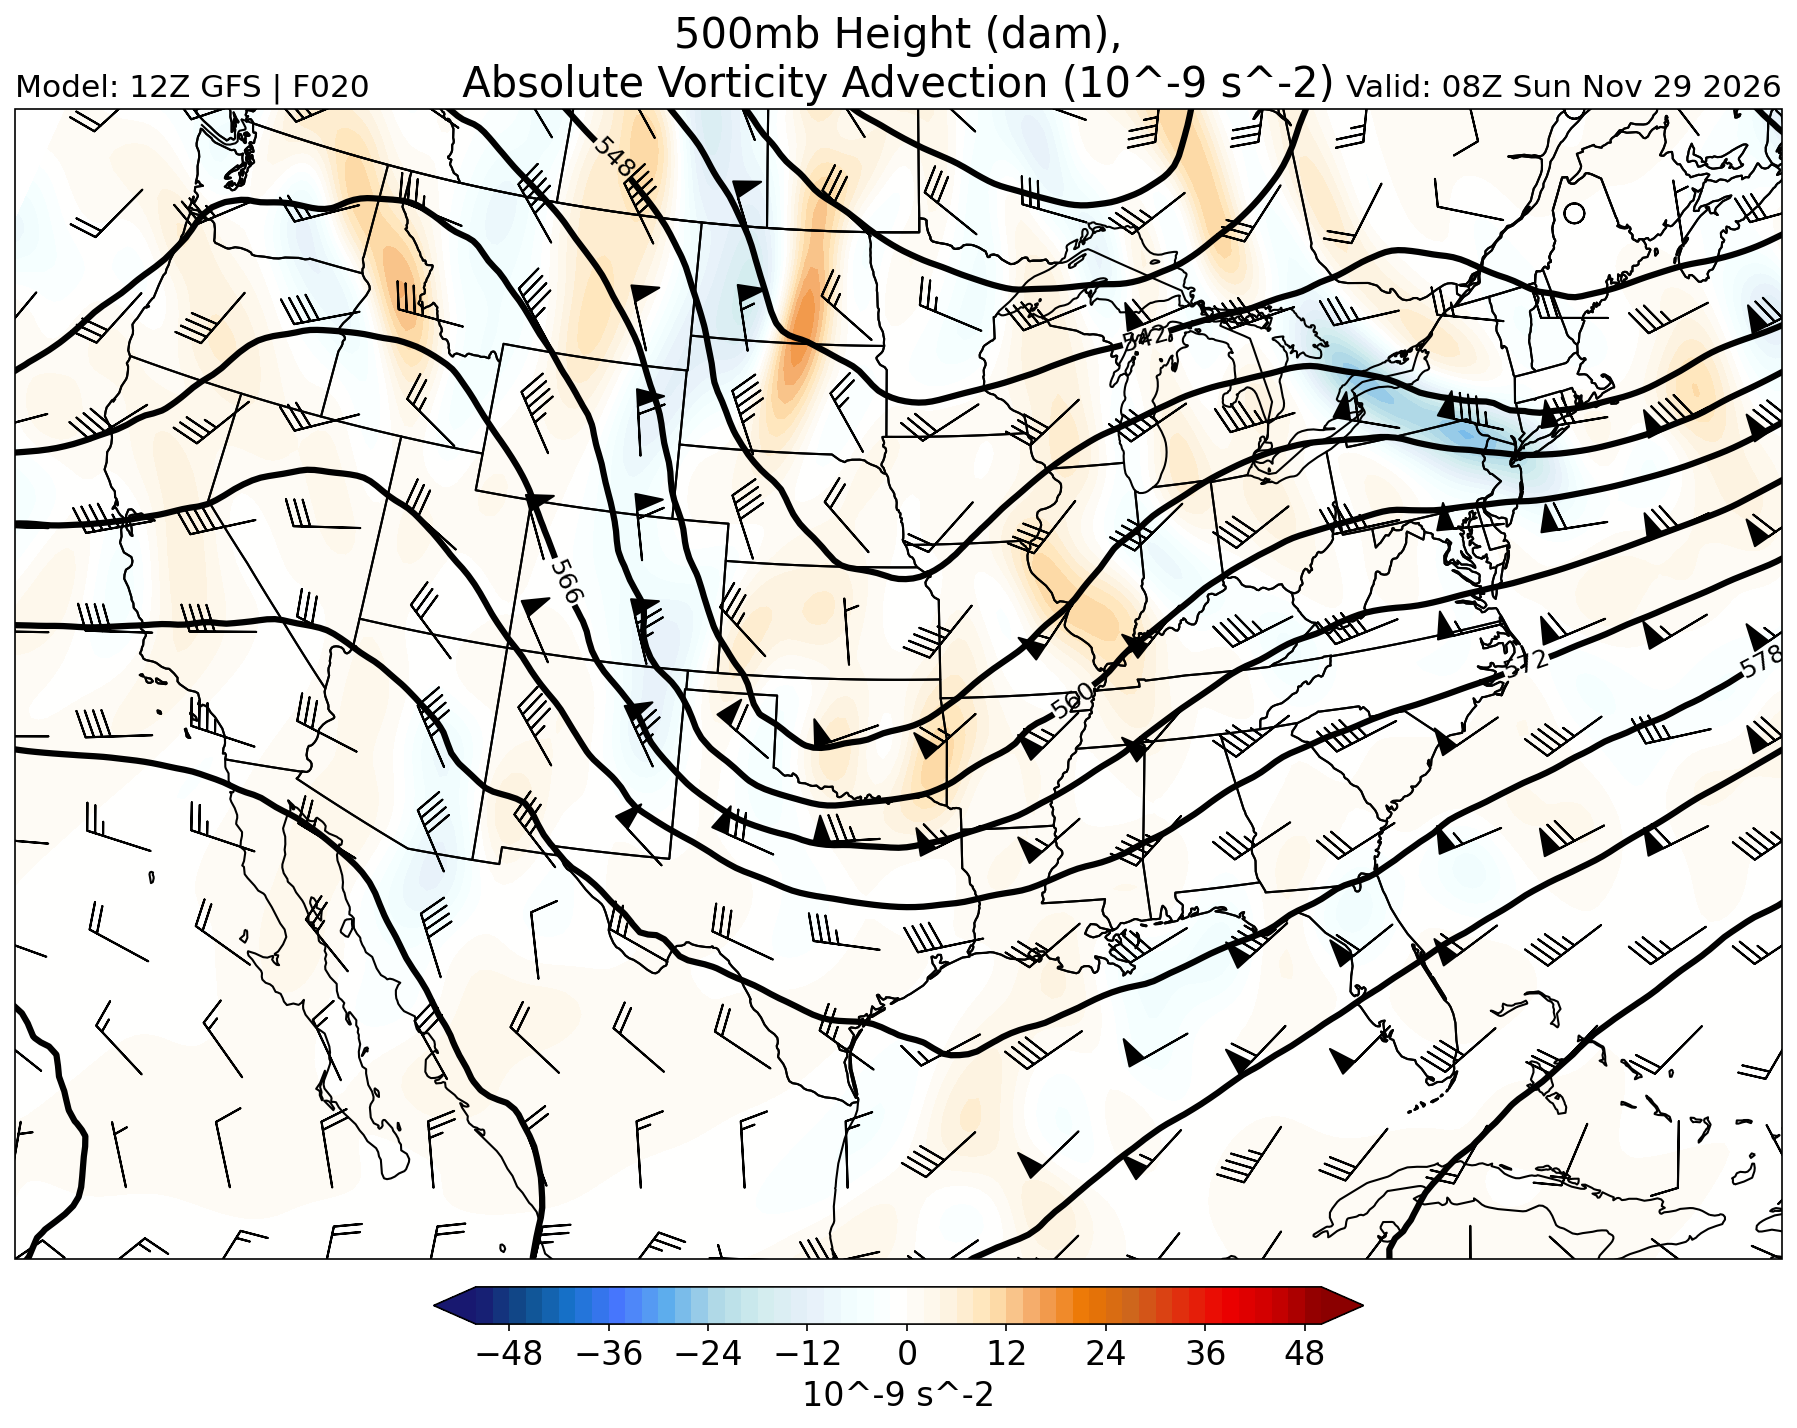 500mb Height (dam),
Model: 12Z GFS | F020
Absolute Vorticity Advection (10^-9 s^-2)
Valid: 08Z Sun Nov 29 2026
548
542
566
572
578
560
−48 −36 −24 −12 0 12 24 36 48
10^-9 s^-2